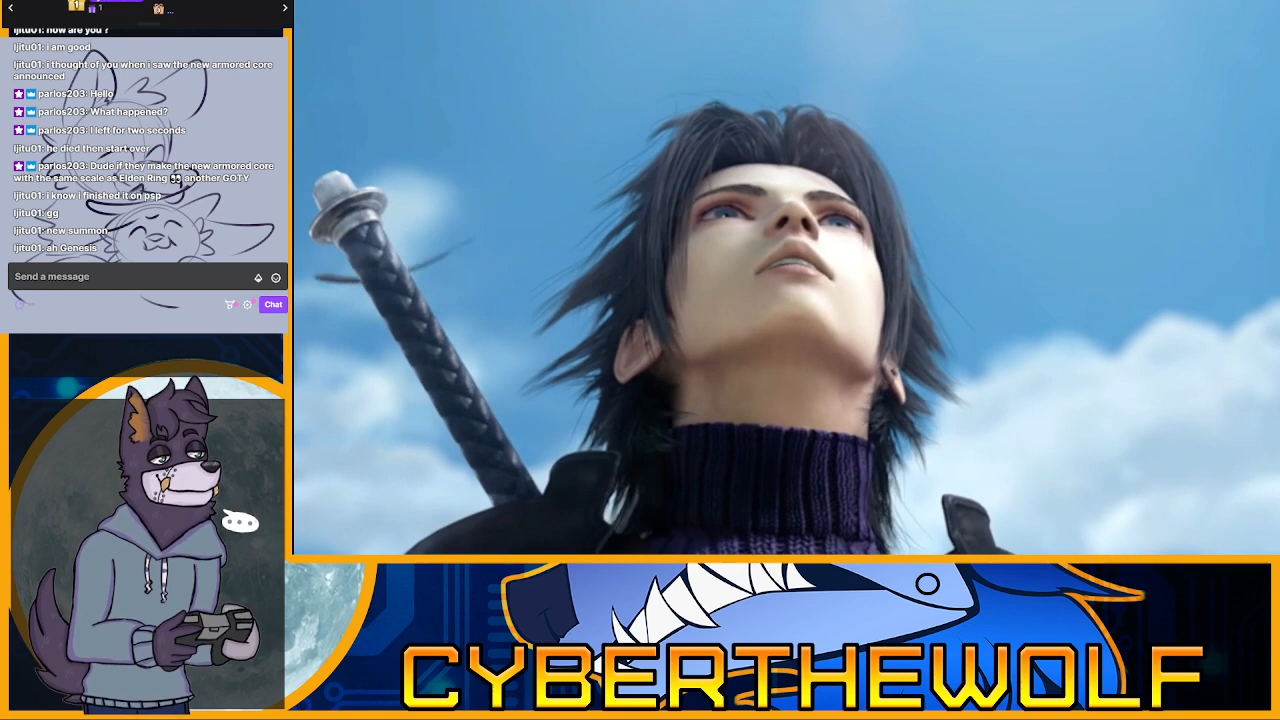 1
1
...
ljitu01: how are you ?
ljitu01: i am good
ljitu01: i thought of you when i saw the new armored core
announced
parlos203: Hello
parlos203: What happened?
parlos203: I left for two seconds
ljitu01: he died then start over
parlos203: Dude if they make the new armored core
with the same scale as Elden Ring 👀 another GOTY
ljitu01: i know i finished it on psp
ljitu01: gg
ljitu01: new summon
ljitu01: ah Genesis
Send a message
Chat
CYBERTHEWOLF